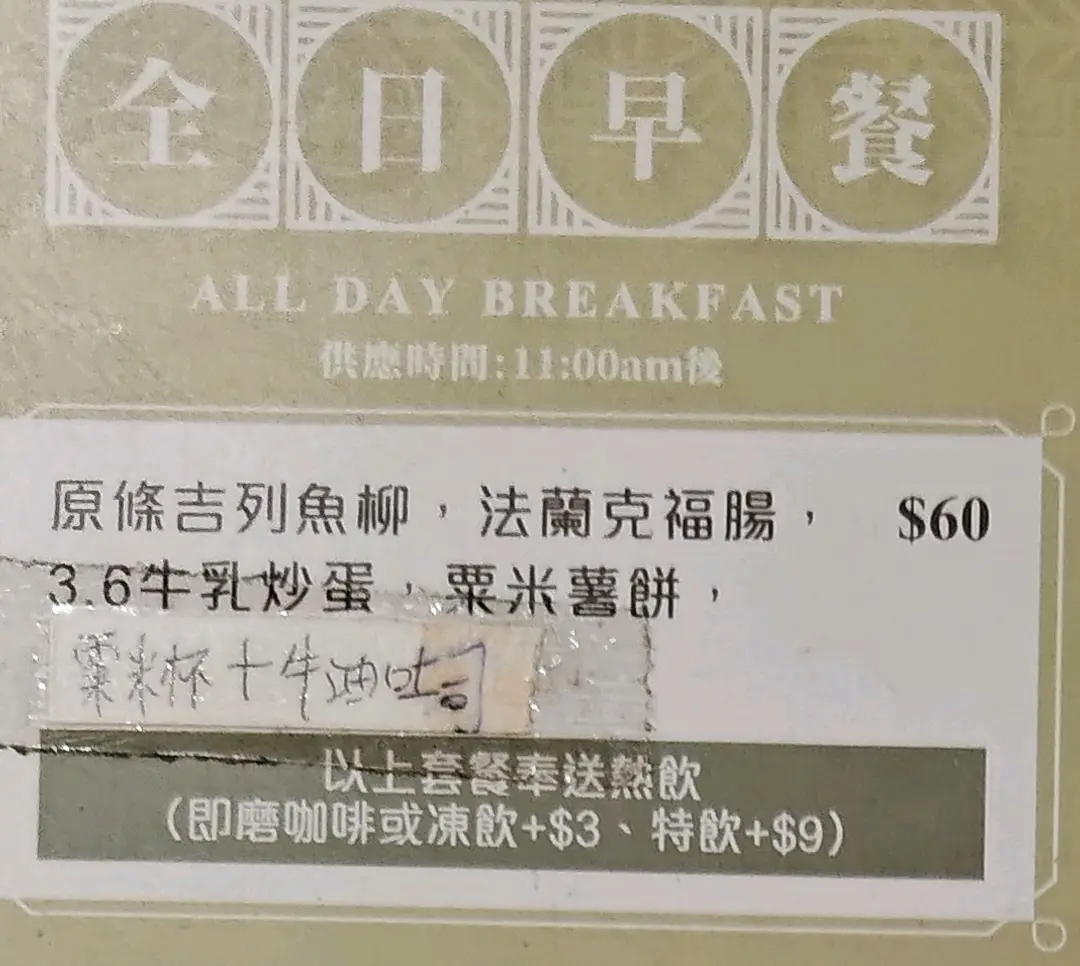 全日早餐
ALL DAY BREAKFAST
供應時間:11:00am後
原條吉列魚柳，法蘭克福腸， $60
3.6牛乳炒蛋，粟米薯餅，
粟米杯十牛油吐司
以上套餐奉送熱飲
(即磨咖啡或凍飲+$3、特飲+$9)